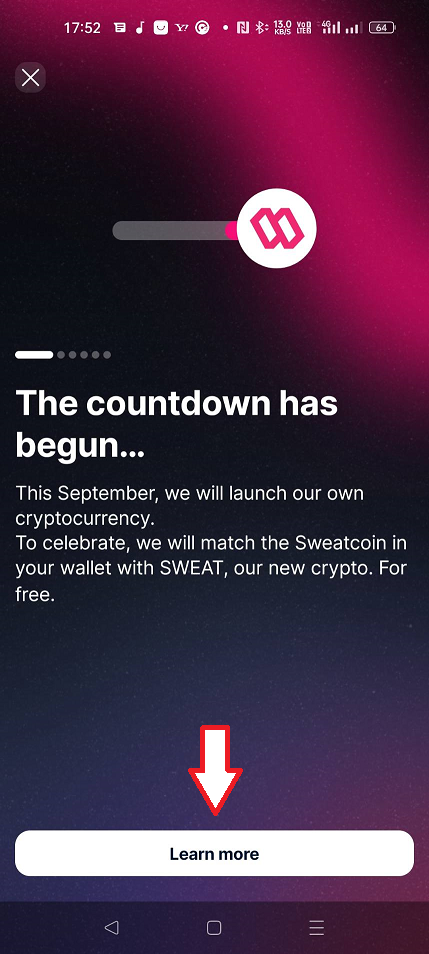 17:52 Y! 13.0 KB/S Vo LTE 4G 64
The countdown has
begun...
This September, we will launch our own
cryptocurrency.
To celebrate, we will match the Sweatcoin in
your wallet with SWEAT, our new crypto. For
free.
Learn more